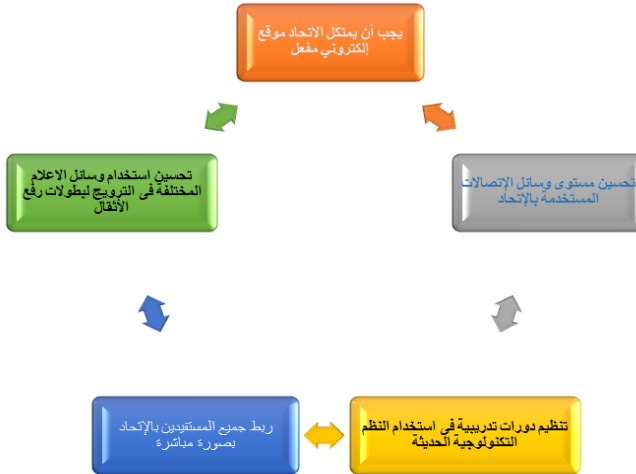 يجب أن يمتكل الاتحاد موقع
إلكتروني مفعل
تحسين مستوى وسائل الإتصالات
المستخدمة بالإتحاد
تنظيم دورات تدريبية فى استخدام النظم
التكنولوجية الحديثة
ربط جميع المستفيدين بالإتحاد
بصورة مباشرة
تحسين استخدام وسائل الاعلام
المختلفة فى الترويج لبطولات رفع
الأثقال